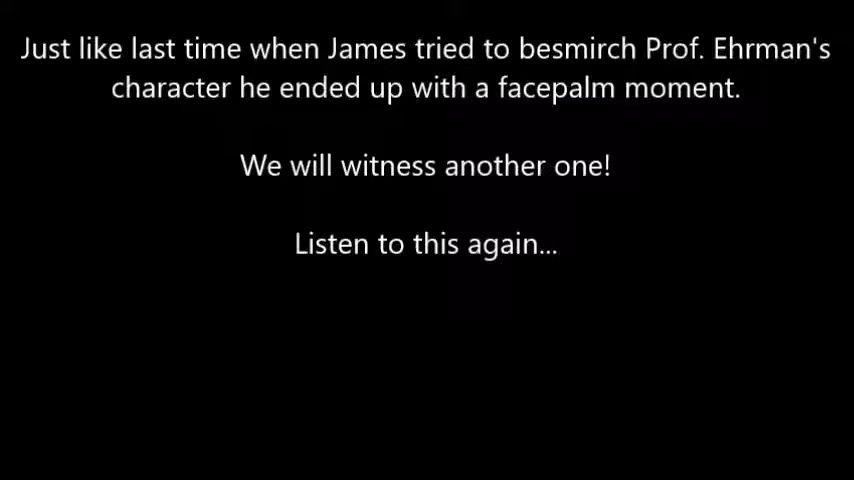 Just like last time when James tried to besmirch Prof. Ehrman's
character he ended up with a facepalm moment.
We will witness another one!
Listen to this again...